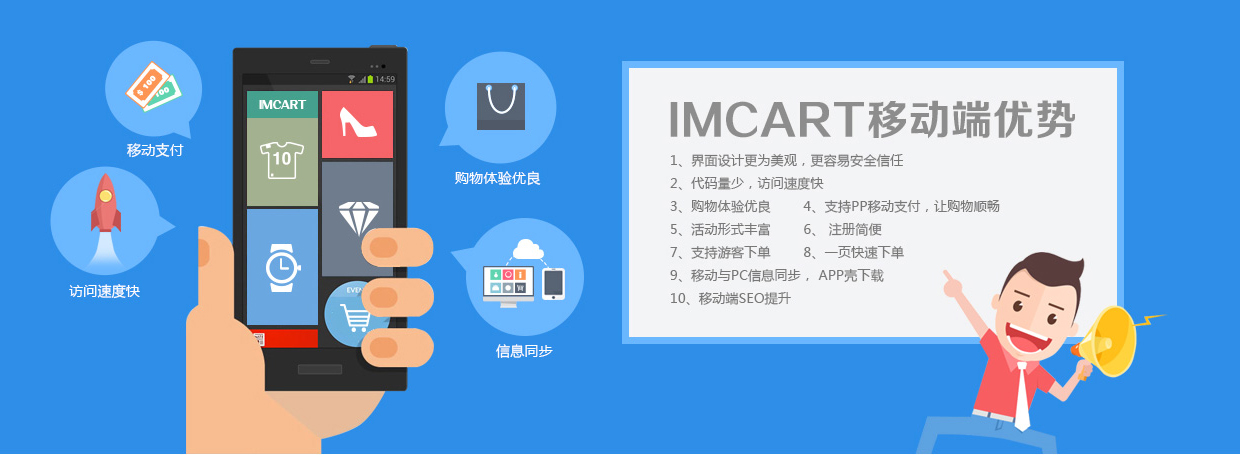 移动支付
访问速度快
14:59
IMCART
10
$ 100
100
购物体验优良
信息同步
IMCART移动端优势
1、界面设计更为美观，更容易安全信任
2、代码量少，访问速度快
3、购物体验优良 4、支持PP移动支付，让购物顺畅
5、活动形式丰富 6、 注册简便
7、支持游客下单 8、一页快速下单
9、移动与PC信息同步， APP壳下载
10、移动端SEO提升